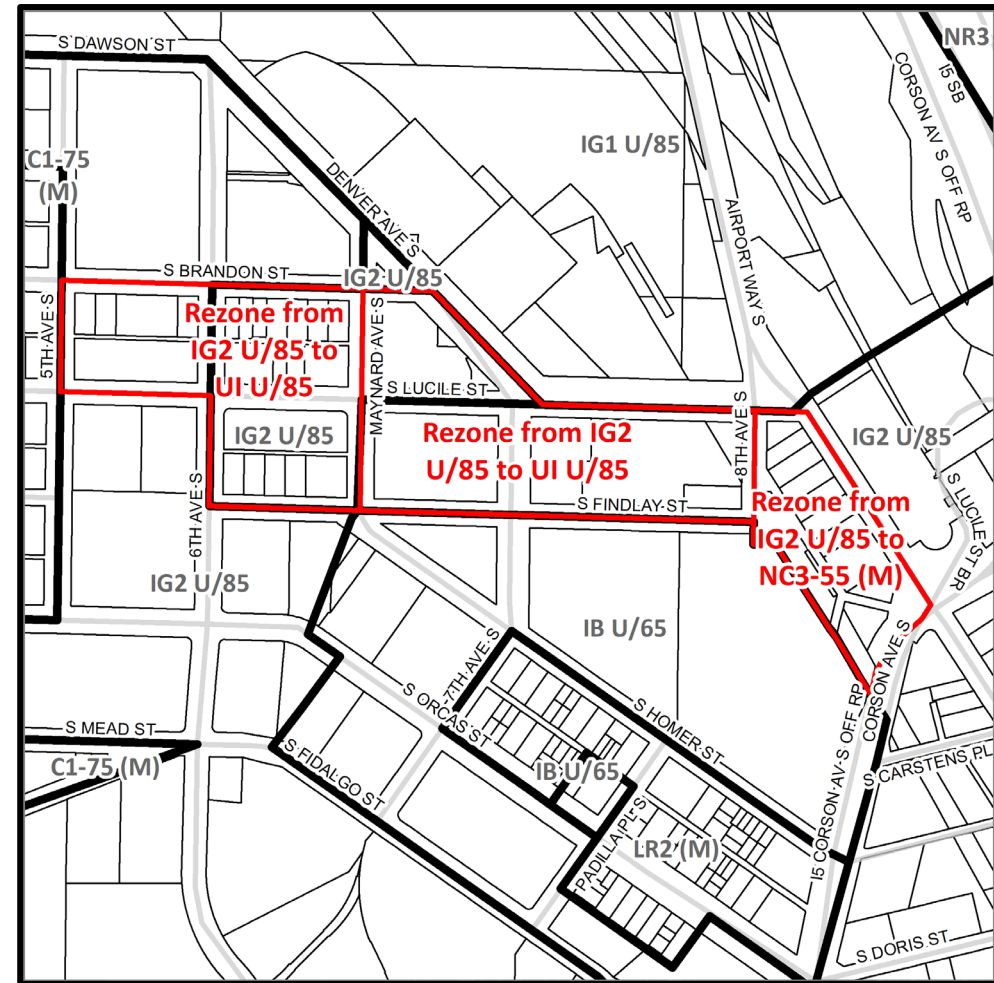 S DAWSON ST
NR3
I5 SB
CORSON AV S OFF RP
IG1 U/85
C1-75
(M)
DENVER AVE S
AIRPORT WAY S
S BRANDON ST
IG2 U/85
5TH AVE S
Rezone from
IG2 U/85 to
UI U/85
MAYNARD AVE S
S LUCILE ST
IG2 U/85
Rezone from IG2
U/85 to UI U/85
8TH AVE S
IG2 U/85
S LUCILE ST BR
6TH AVE S
S FINDLAY ST
Rezone from
IG2 U/85 to
NC3-55 (M)
IG2 U/85
IB U/65
CORSON AVE S
7TH AVE S
S ORCAS ST
S HOMER ST
I5 CORSON AV S OFF RP
S MEAD ST
C1-75 (M)
S FIDALGO ST
IB U/65
S CARSTENS PL
PADILLA PL S
LR2 (M)
S DORIS ST